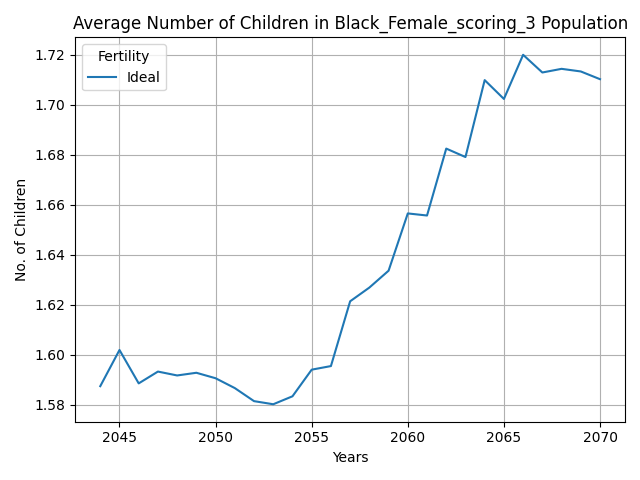 Average Number of Children in Black_Female_scoring_3 Population
Fertility
Ideal
No. of Children
1.72
1.70
1.68
1.66
1.64
1.62
1.60
1.58
2045 2050 2055 2060 2065 2070
Years